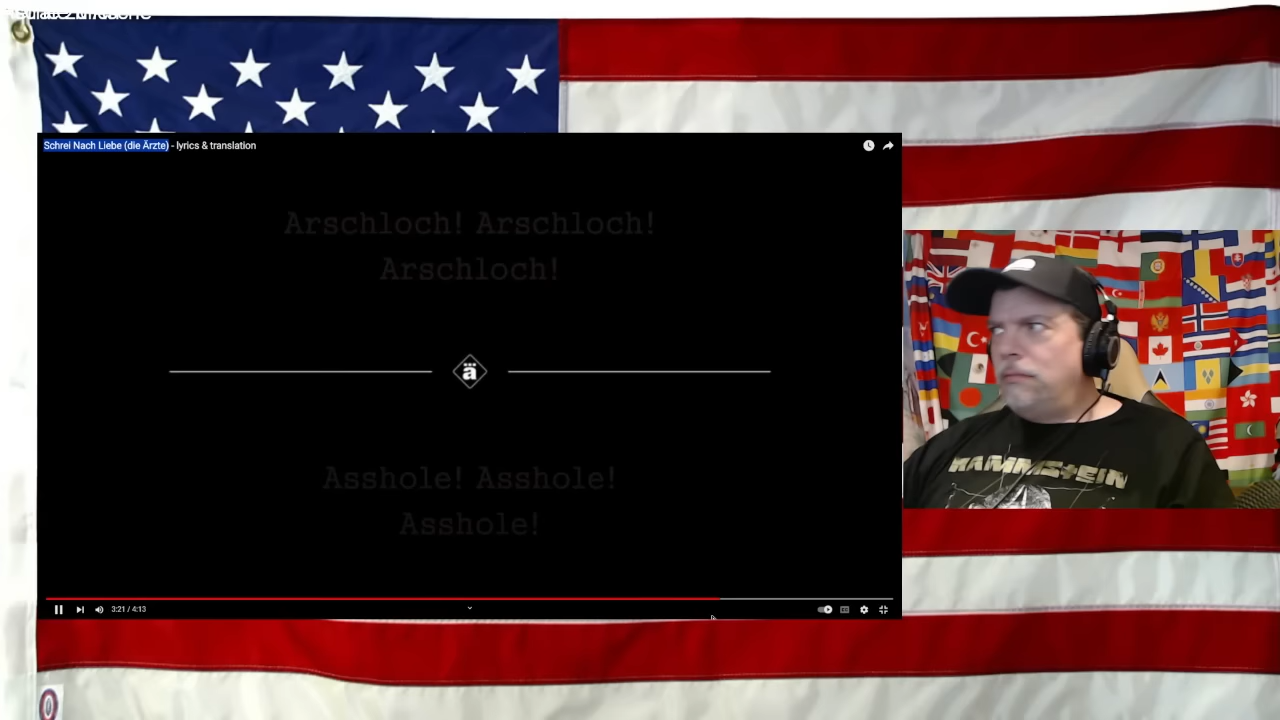 Schrei Nach Liebe (die Ärzte) - lyrics & translation
Arschloch! Arschloch!
Arschloch!
ä
Asshole! Asshole!
Asshole!
3:21 / 4:13
RAMMSTEIN